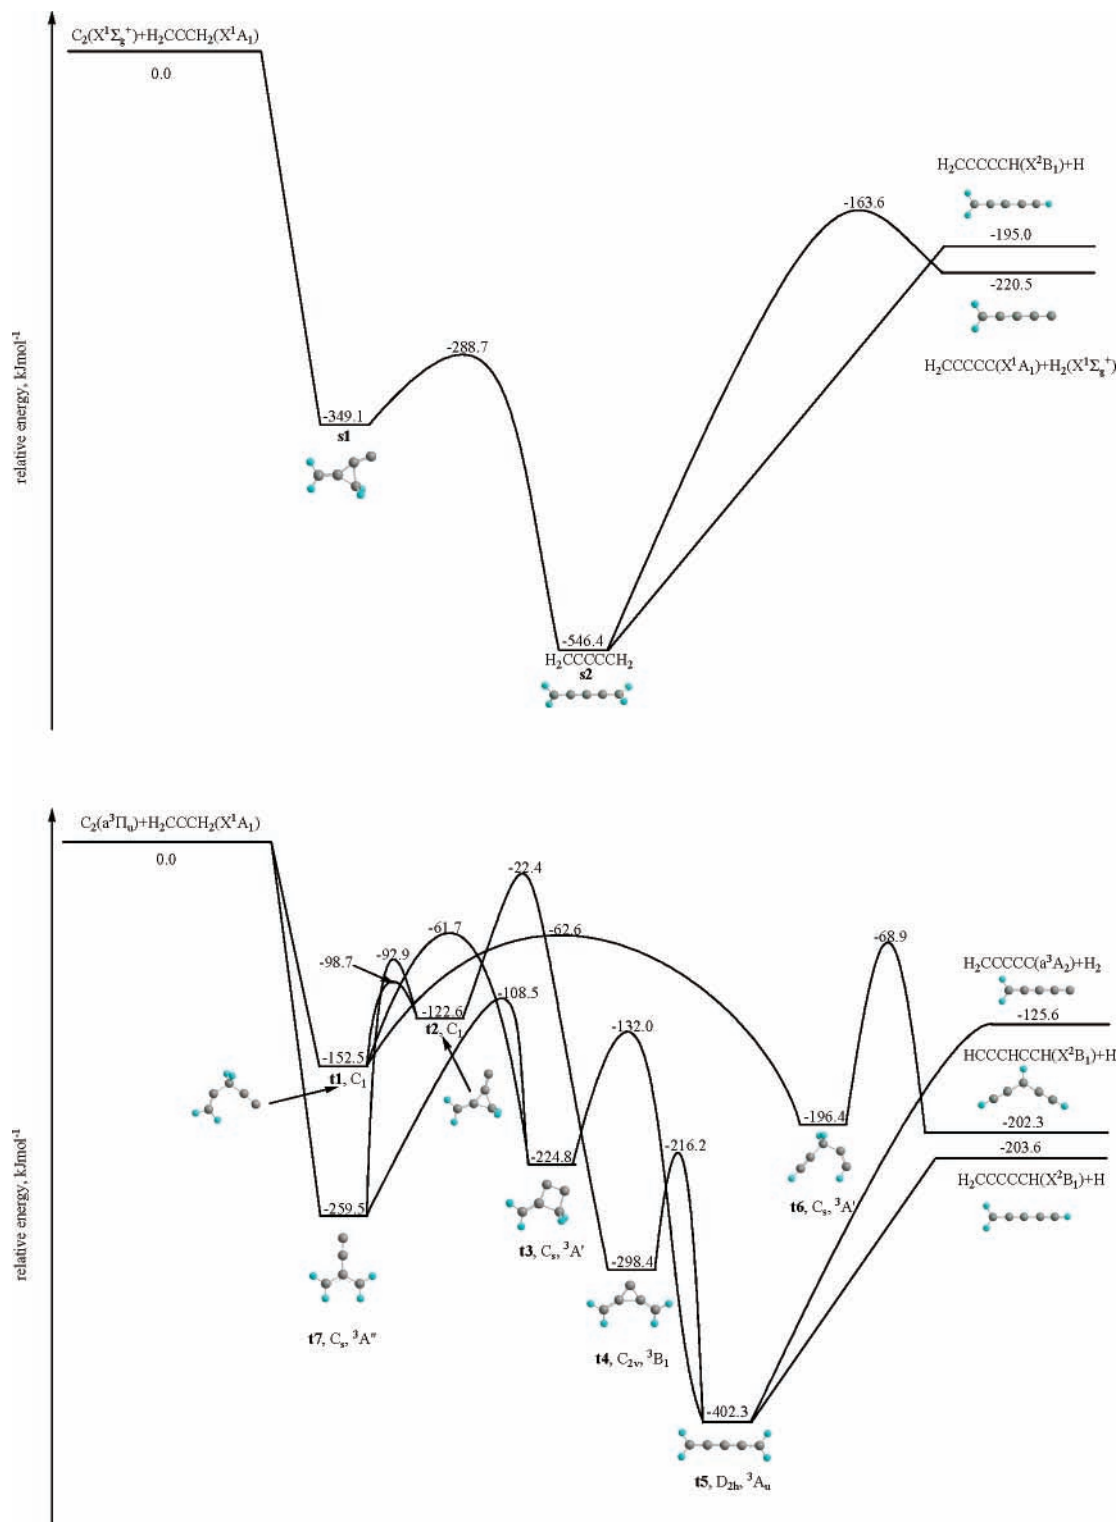 C₂(X¹Σg⁺)+H₂CCCH₂(X¹A₁)
0.0
H₂CCCCCH(X²B₁)+H
-163.6
-195.0
-220.5
H₂CCCCC(X¹A₁)+H₂(X¹Σg⁺)
-288.7
-349.1
s1
relative energy, kJmol⁻¹
-546.4
H₂CCCCCH₂
s2
C₂(a³Πu)+H₂CCCH₂(X¹A₁)
0.0
-22.4
-61.7
-62.6
-68.9
-92.9
-98.7
H₂CCCCC(a³A₂)+H₂
-108.5
-125.6
-122.6
t2, C₁
-132.0
HCCCHCCH(X²B₁)+H
-152.5
t1, C₁
-196.4
-202.3
-203.6
-224.8
-216.2
t6, Cs, ³A'
H₂CCCCCH(X²B₁)+H
-259.5
t3, Cs, ³A'
-298.4
relative energy, kJmol⁻¹
t7, Cs, ³A"
t4, C₂ᵥ, ³B₁
-402.3
t5, D₂h, ³Au